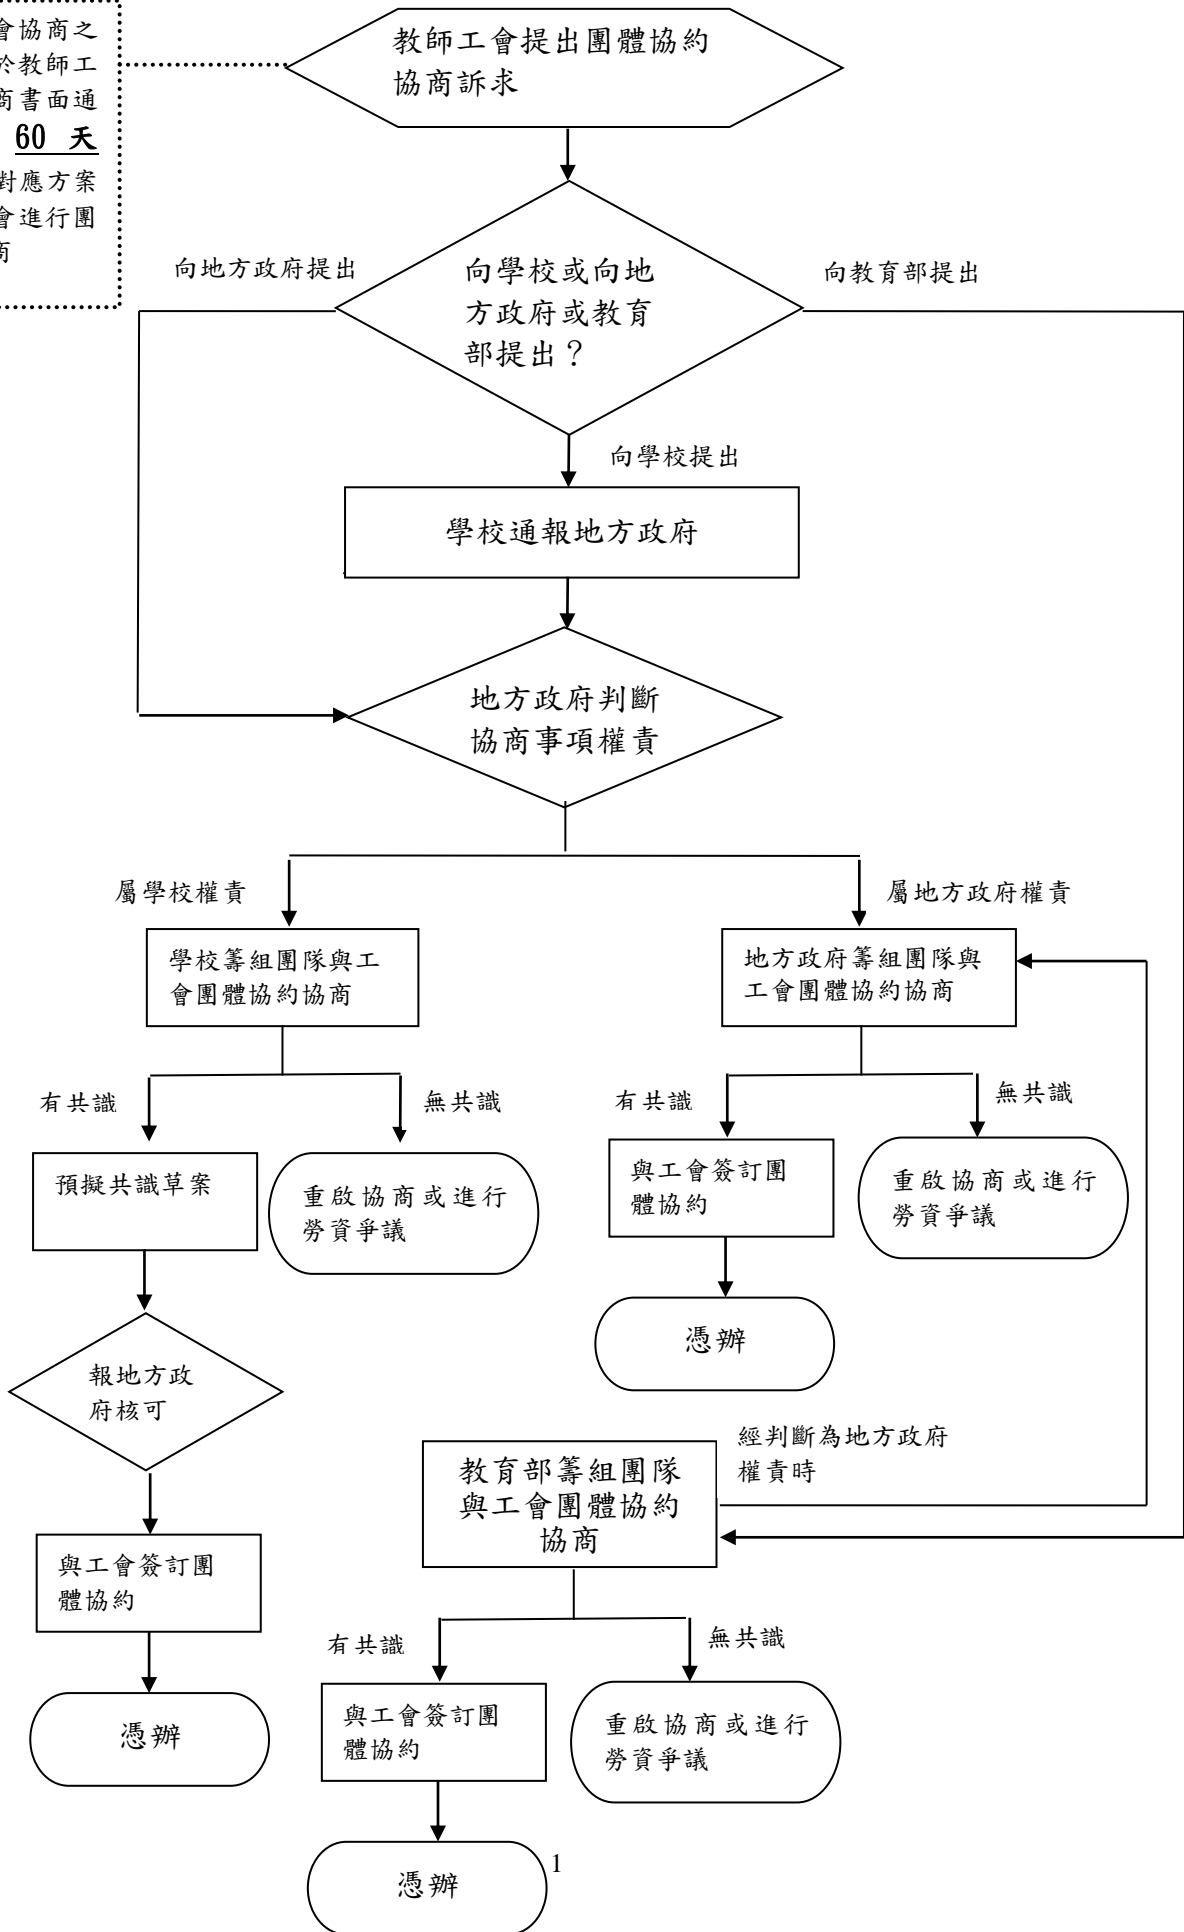 會協商之
於教師工
商書面通
60 天
對應方案
會進行團
商
教師工會提出團體協約
協商訴求
向地方政府提出
向學校或向地
方政府或教育
部提出？
向教育部提出
向學校提出
學校通報地方政府
地方政府判斷
協商事項權責
屬學校權責
屬地方政府權責
學校籌組團隊與工
會團體協約協商
地方政府籌組團隊與
工會團體協約協商
有共識
無共識
有共識
無共識
預擬共識草案
重啟協商或進行
勞資爭議
與工會簽訂團
體協約
重啟協商或進行
勞資爭議
憑辦
報地方政
府核可
經判斷為地方政府
權責時
教育部籌組團隊
與工會團體協約
協商
與工會簽訂團
體協約
有共識
無共識
憑辦
與工會簽訂團
體協約
重啟協商或進行
勞資爭議
憑辦
1